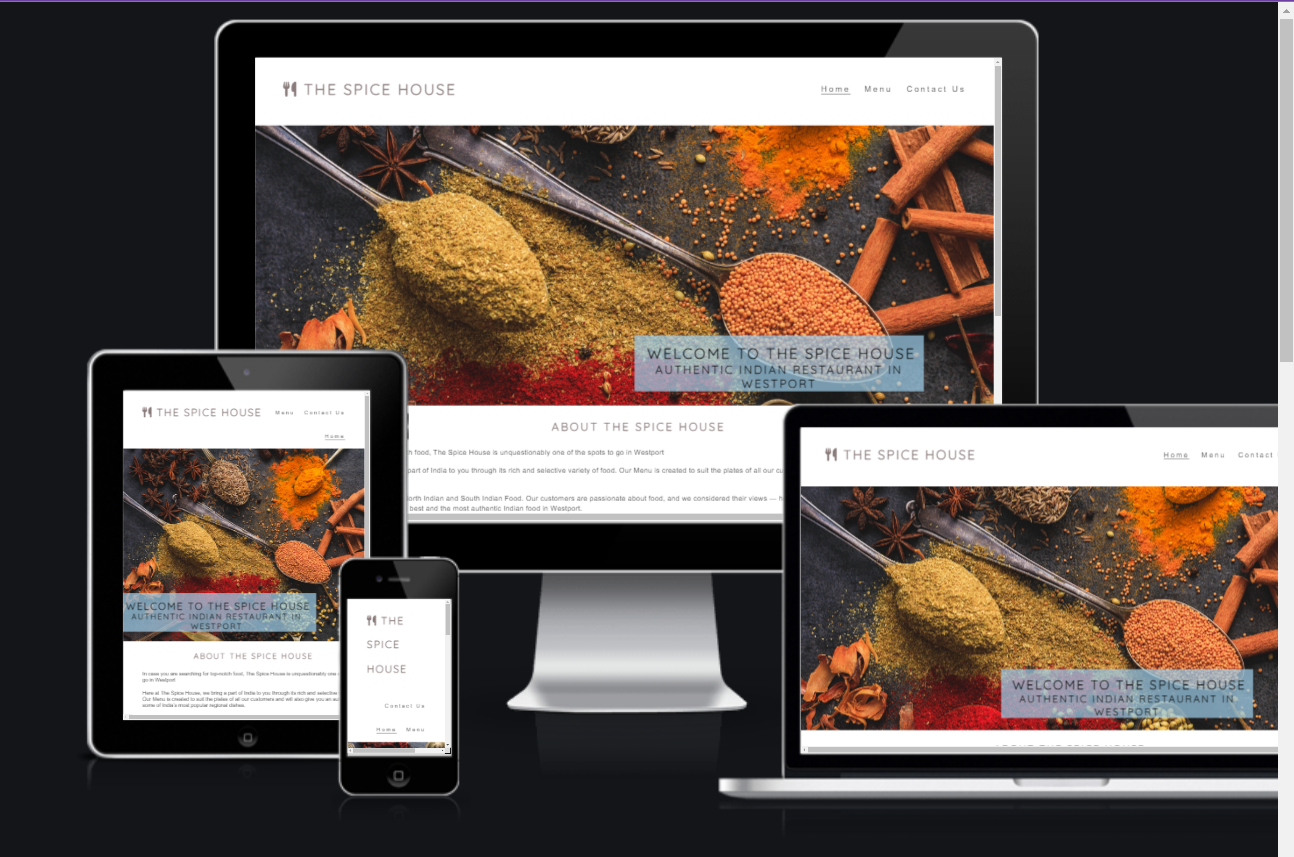 THE SPICE HOUSE
Home Menu Contact Us
WELCOME TO THE SPICE HOUSE
AUTHENTIC INDIAN RESTAURANT IN
WESTPORT
ABOUT THE SPICE HOUSE
h food, The Spice House is unquestionably one of the spots to go in Westport
part of India to you through its rich and selective variety of food. Our Menu is created to suit the plates of all our cu
orth Indian and South Indian Food. Our customers are passionate about food, and we considered their views — h
best and the most authentic Indian food in Westport.
THE SPICE HOUSE
Menu Contact Us
Home
WELCOME TO THE SPICE HOUSE
AUTHENTIC INDIAN RESTAURANT IN
WESTPORT
ABOUT THE SPICE HOUSE
In case you are searching for top-notch food, The Spice House is unquestionably one
go in Westport
Here at The Spice House, we bring a part of India to you through its rich and selective
Our Menu is created to suit the plates of all our customers and will also give you an
some of India's most popular regional dishes.
THE
SPICE
HOUSE
Contact Us
Home Menu
THE SPICE HOUSE
Home Menu Contact
WELCOME TO THE SPICE HOUSE
AUTHENTIC INDIAN RESTAURANT IN
WESTPORT